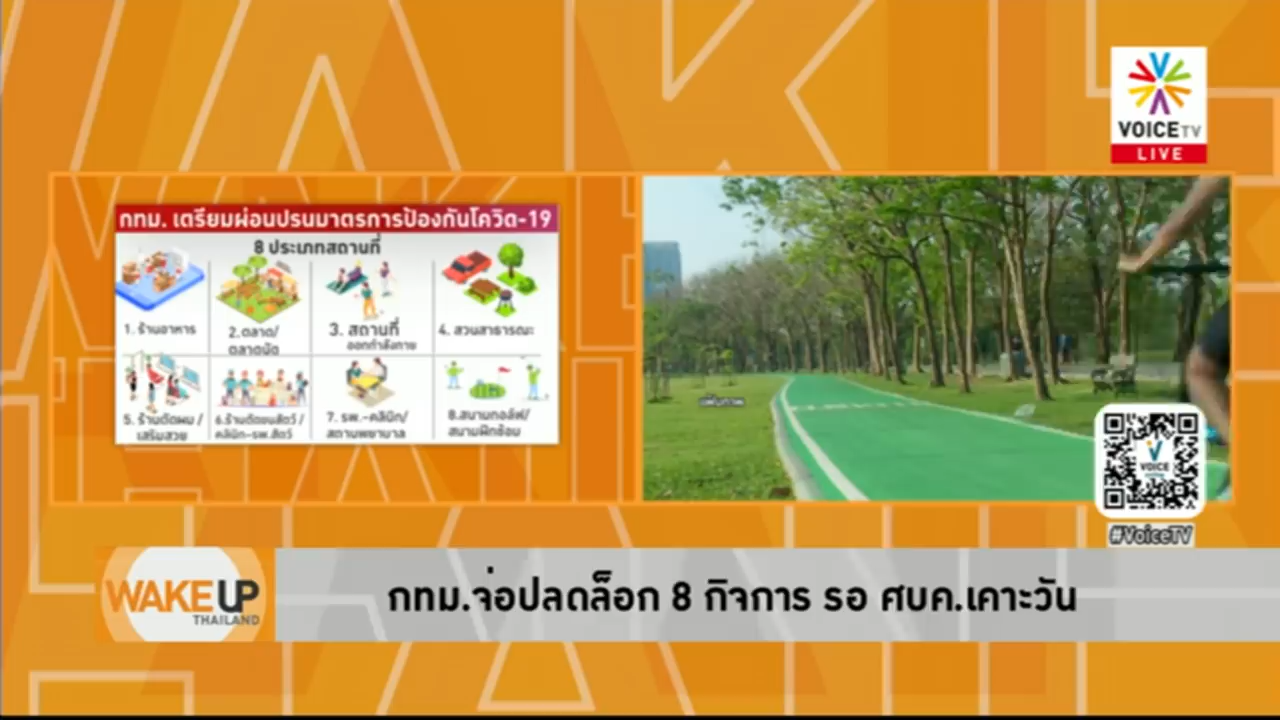 VOICE TV
LIVE
กทม. เตรียมผ่อนปรนมาตรการป้องกันโควิด-19
8 ประเภทสถานที่
1. ร้านอาหาร
2.ตลาด/
ตลาดนัด
3. สถานที่
ออกกำลังกาย
4. สวนสาธารณะ
5. ร้านตัดผม/
เสริมสวย
6.ร้านตัดขนสัตว์/
คลินิก-รพ.สัตว์
7. รพ.-คลินิก/
สถานพยาบาล
8.สนามกอล์ฟ/
สนามฝึกซ้อม
VOICE
#VoiceTV
WAKE UP
THAILAND
กทม.จ่อปลดล็อก 8 กิจการ รอ ศบค.เคาะวัน